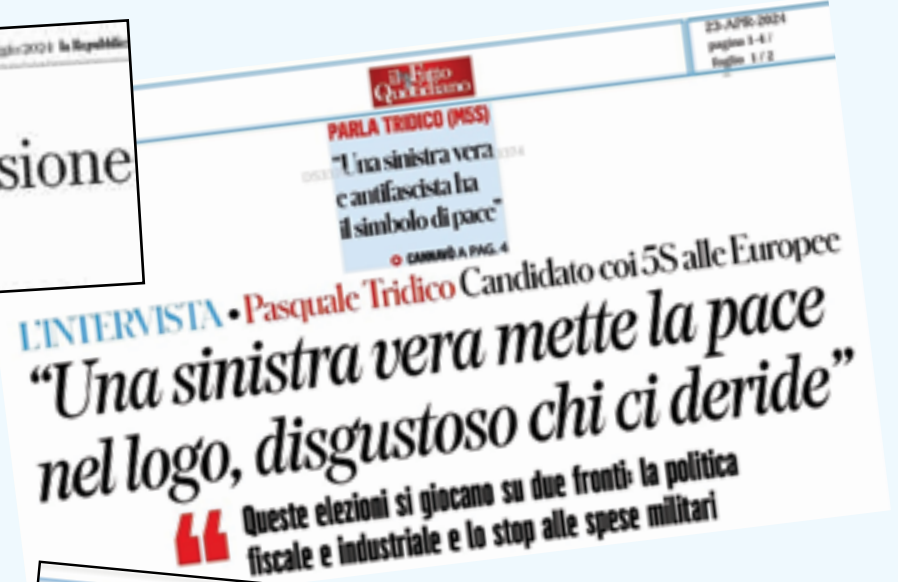 la Repubblica
sione
23-APR-2024
pagina 1-4 /
foglio 1 / 2
il Fatto
Quotidiano
PARLA TRIDICO (M5S)
“Una sinistra vera
e antifascista ha
il simbolo di pace”
CANNAVÒ A PAG. 4
L'INTERVISTA • Pasquale Tridico Candidato coi 5S alle Europee
“Una sinistra vera mette la pace
nel logo, disgustoso chi ci deride”
“ Queste elezioni si giocano su due fronti: la politica
fiscale e industriale e lo stop alle spese militari